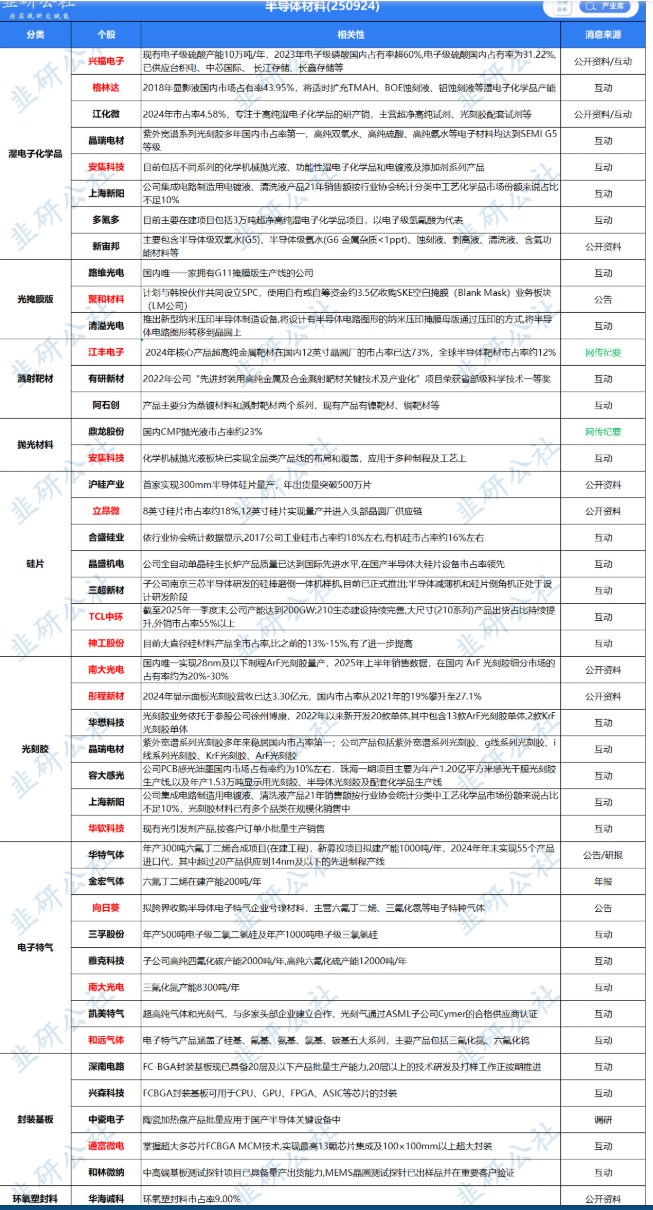 韭研公社
为实战研究赋能
半导体材料(250924)
产业库
分类 个股 相关性 消息来源
湿电子化学品
兴福电子 现有电子级硫酸产能10万吨/年，2023年电子级磷酸国内占有率超60%,电子级硫酸国内占有率为31.22%,
已供应台积电、中芯国际、长江存储、长鑫存储等 公开资料/互动
格林达 2018年显影液国内市场占有率43.95%，将适时扩充TMAH、BOE蚀刻液、铝蚀刻液等湿电子化学品产能 互动
江化微 2024年市占率4.58%，专注于高纯湿电子化学品的研产销，主营超净高纯试剂、光刻胶配套试剂等 公开资料/互动
晶瑞电材 紫外宽谱系列光刻胶多年国内市占率第一，高纯双氧水、高纯硫酸、高纯氨水等电子材料均达到SEMI G5
等级 互动
安集科技 目前包括不同系列的化学机械抛光液、功能性湿电子化学品和电镀液及添加剂系列产品 互动
上海新阳 公司集成电路制造用电镀液、清洗液产品21年销售额按行业协会统计分类中工艺化学品市场份额来说占比
不足10% 互动
多氟多 目前主要在建项目包括3万吨超净高纯湿电子化学品项目，以电子级氢氟酸为代表 互动
新宙邦 主要包含半导体级双氧水(G5)、半导体级氨水(G6 金属杂质<1ppt)、蚀刻液、剥离液、清洗液、含氟功
能材料等 公开资料
光掩膜版
路维光电 国内唯一一家拥有G11掩膜版生产线的公司 互动
聚和材料 计划与韩投伙伴共同设立SPC，使用自有或自筹资金约3.5亿收购SKE空白掩膜（Blank Mask）业务板块
（LM公司） 公告
清溢光电 推出新型纳米压印半导体制造设备,将设计有半导体电路图形的纳米压印掩膜母版通过压印的方式,将半导
体电路图形转移到晶圆上 互动
溅射靶材
江丰电子 2024年核心产品超高纯金属靶材在国内12英寸晶圆厂的市占率已达73%，全球半导体靶材市占率约12% 网传纪要
有研新材 2022年公司“先进封装用高纯金属及合金溅射靶材关键技术及产业化”项目荣获省部级科学技术一等奖 互动
阿石创 产品主要分为蒸镀材料和溅射靶材两个系列，现有产品有镍靶材、铜靶材等 互动
抛光材料
鼎龙股份 国内CMP抛光液市占率约23% 网传纪要
安集科技 化学机械抛光液板块已实现全品类产品线的布局和覆盖，应用于多种制程及工艺上 互动
硅片
沪硅产业 首家实现300mm半导体硅片量产，年出货量突破500万片 公开资料
立昂微 8英寸硅片市占率约18%,12英寸硅片实现量产并进入头部晶圆厂供应链 公开资料
合盛硅业 依行业协会统计数据显示,2017公司工业硅市占率约18%左右,有机硅市占率约16%左右 互动
晶盛机电 公司全自动单晶硅生长炉产品质量已达到国际先进水平,在国产半导体大硅片设备市占率领先 互动
三超新材 子公司南京三芯半导体研发的硅棒磨倒一体机样机,目前已正式推出;半导体减薄机和硅片倒角机正处于设
计研发阶段 互动
TCL中环 截至2025年一季度末,公司产能达到200GW;210生态建设持续完善,大尺寸(210系列)产品出货占比持续提
升,外销市占率55%以上 互动
神工股份 目前大直径硅材料产品全市占率,比之前的13%-15%,有了进一步提高 互动
光刻胶
南大光电 国内唯一实现28nm及以下制程ArF光刻胶量产，2025年上半年销售数据，在国内 ArF 光刻胶细分市场的
占有率约为20%-30% 公开资料
彤程新材 2024年显示面板光刻胶营收已达3.30亿元，国内市占率从2021年的19%攀升至27.1% 公开资料
华懋科技 光刻胶业务依托于参股公司徐州博康，2022年以来新开发20款单体,其中包含13款ArF光刻胶单体,2款KrF
光刻胶单体 互动
晶瑞电材 紫外宽谱系列光刻胶多年来稳居国内市占率第一；公司产品包括紫外宽谱系列光刻胶、g线系列光刻胶、i
线系列光刻胶、KrF光刻胶、ArF光刻胶 互动
容大感光 公司PCB感光油墨国内市场占有率约为10%左右，珠海一期项目主要为年产1.20亿平方米感光干膜光刻胶
生产线,以及年产1.53万吨显示用光刻胶、半导体光刻胶及配套化学品生产线 互动
上海新阳 公司集成电路制造用电镀液、清洗液产品21年销售额按行业协会统计分类中工艺化学品市场份额来说占比
不足10%，光刻胶材料已有多个品类在规模化销售中 互动
华软科技 现有光引发剂产品,按客户订单小批量生产销售 互动
电子特气
华特气体 年产300吨六氟丁二烯合成项目(在建工程)，新募投项目拟建产能1000吨/年，2024年年末实现55个产品
进口代，其中超过20产品供应到14nm及以下的先进制程产线 公告/研报
金宏气体 六氟丁二烯在建产能200吨/年 年报
向日葵 拟跨界收购半导体电子特气企业兮璞材料，主营六氟丁二烯、三氟化氮等电子特种气体 公告
三孚股份 年产500吨电子级二氯二氢硅及年产1000吨电子级三氯氢硅 互动
雅克科技 子公司高纯四氟化碳产能2000吨/年,高纯六氟化硫产能12000吨/年 互动
南大光电 三氟化氮产能8300吨/年 互动
凯美特气 超高纯气体和光刻气，与多家头部企业建立合作，光刻气通过ASML子公司Cymer的合格供应商认证 互动
和远气体 电子特气产品涵盖了硅基、氟基、氨基、氯基、碳基五大系列，主要产品包括三氟化氮、六氟化钨 互动
封装基板
深南电路 FC-BGA封装基板现已具备20层及以下产品批量生产能力,20层以上的技术研发及打样工作正按期推进 互动
兴森科技 FCBGA封装基板可用于CPU、GPU、FPGA、ASIC等芯片的封装 互动
中瓷电子 陶瓷加热盘产品批量应用于国产半导体关键设备中 调研
通富微电 掌握超大多芯片FCBGA MCM技术,实现最高13颗芯片集成及100×100mm以上超大封装 互动
和林微纳 中高端基板测试探针项目已具备量产出货能力,MEMS晶圆测试探针已出样品并在重要客户验证 互动
环氧塑封料 华海诚科 环氧塑封料市占率9.00% 公开资料